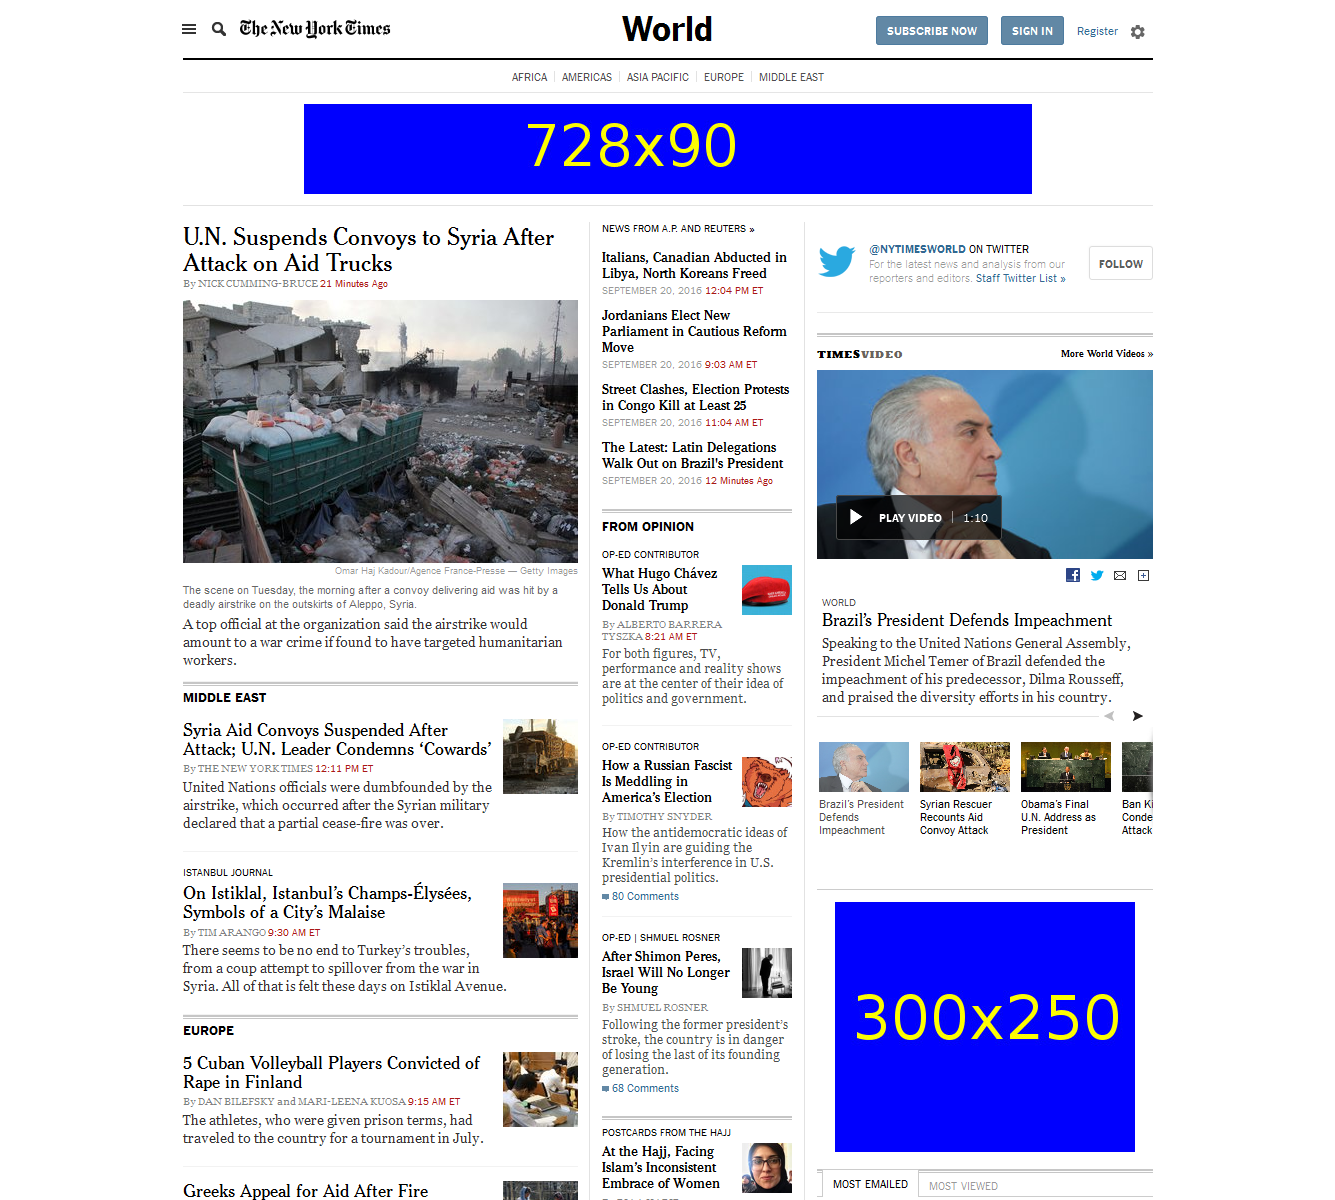 The New York Times
World
SUBSCRIBE NOW
SIGN IN
Register
AFRICA
AMERICAS
ASIA PACIFIC
EUROPE
MIDDLE EAST
728x90
U.N. Suspends Convoys to Syria After
Attack on Aid Trucks
By NICK CUMMING-BRUCE 21 Minutes Ago
Omar Haj Kadour/Agence France-Presse — Getty Images
The scene on Tuesday, the morning after a convoy delivering aid was hit by a
deadly airstrike on the outskirts of Aleppo, Syria.
A top official at the organization said the airstrike would
amount to a war crime if found to have targeted humanitarian
workers.
MIDDLE EAST
Syria Aid Convoys Suspended After
Attack; U.N. Leader Condemns ‘Cowards’
By THE NEW YORK TIMES 12:11 PM ET
United Nations officials were dumbfounded by the
airstrike, which occurred after the Syrian military
declared that a partial cease-fire was over.
ISTANBUL JOURNAL
On Istiklal, Istanbul’s Champs-Élysées,
Symbols of a City’s Malaise
By TIM ARANGO 9:30 AM ET
There seems to be no end to Turkey’s troubles,
from a coup attempt to spillover from the war in
Syria. All of that is felt these days on Istiklal Avenue.
EUROPE
5 Cuban Volleyball Players Convicted of
Rape in Finland
By DAN BILEFSKY and MARI-LEENA KUOSA 9:15 AM ET
The athletes, who were given prison terms, had
traveled to the country for a tournament in July.
Greeks Appeal for Aid After Fire
NEWS FROM A.P. AND REUTERS »
Italians, Canadian Abducted in
Libya, North Koreans Freed
SEPTEMBER 20, 2016 12:04 PM ET
Jordanians Elect New
Parliament in Cautious Reform
Move
SEPTEMBER 20, 2016 9:03 AM ET
Street Clashes, Election Protests
in Congo Kill at Least 25
SEPTEMBER 20, 2016 11:04 AM ET
The Latest: Latin Delegations
Walk Out on Brazil's President
SEPTEMBER 20, 2016 12 Minutes Ago
FROM OPINION
OP-ED CONTRIBUTOR
What Hugo Chávez
Tells Us About
Donald Trump
By ALBERTO BARRERA
TYSZKA 8:21 AM ET
For both figures, TV,
performance and reality shows
are at the center of their idea of
politics and government.
OP-ED CONTRIBUTOR
How a Russian Fascist
Is Meddling in
America’s Election
By TIMOTHY SNYDER
How the antidemocratic ideas of
Ivan Ilyin are guiding the
Kremlin’s interference in U.S.
presidential politics.
80 Comments
OP-ED | SHMUEL ROSNER
After Shimon Peres,
Israel Will No Longer
Be Young
By SHMUEL ROSNER
Following the former president’s
stroke, the country is in danger
of losing the last of its founding
generation.
68 Comments
POSTCARDS FROM THE HAJJ
At the Hajj, Facing
Islam’s Inconsistent
Embrace of Women
@NYTIMESWORLD ON TWITTER
For the latest news and analysis from our
reporters and editors. Staff Twitter List »
FOLLOW
TIMESVIDEO
More World Videos »
PLAY VIDEO | 1:10
WORLD
Brazil’s President Defends Impeachment
Speaking to the United Nations General Assembly,
President Michel Temer of Brazil defended the
impeachment of his predecessor, Dilma Rousseff,
and praised the diversity efforts in his country.
Brazil’s President
Defends
Impeachment
Syrian Rescuer
Recounts Aid
Convoy Attack
Obama’s Final
U.N. Address as
President
Ban Ki
Conde
Attack
300x250
MOST EMAILED
MOST VIEWED